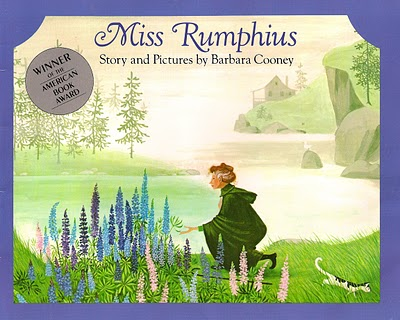 Miss Rumphius
Story and Pictures by Barbara Cooney
WINNER
OF THE
AMERICAN
BOOK
AWARD